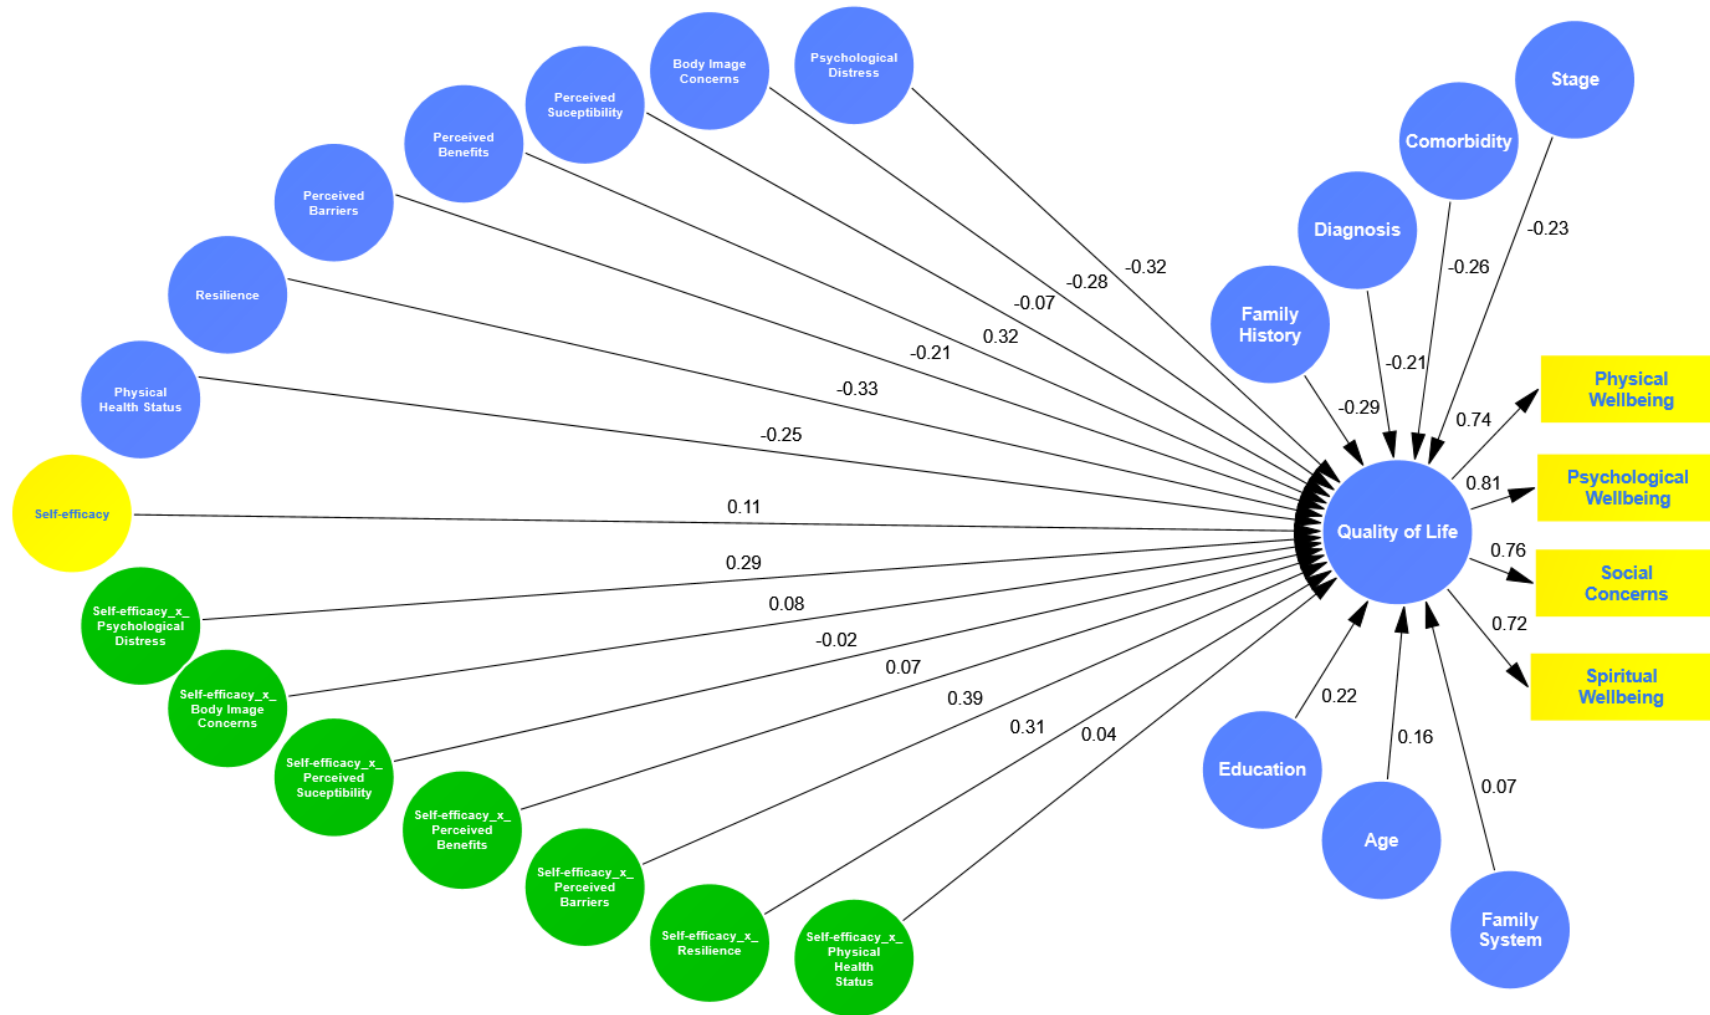 Psychological
Distress
Body Image
Concerns
Perceived
Suceptibility
Perceived
Benefits
Perceived
Barriers
Resilience
Physical
Health Status
Self-efficacy
Self-efficacy_x_
Psychological
Distress
Self-efficacy_x_
Body Image
Concerns
Self-efficacy_x_
Perceived
Suceptibility
Self-efficacy_x_
Perceived
Benefits
Self-efficacy_x_
Perceived
Barriers
Self-efficacy_x_
Resilience
Self-efficacy_x_
Physical
Health
Status
-0.32
-0.28
-0.07
0.32
-0.21
-0.33
-0.25
0.11
0.29
0.08
-0.02
0.07
0.39
0.31
0.04
Stage
Comorbidity
Diagnosis
Family
History
-0.23
-0.26
-0.21
-0.29
Quality of Life
0.74
0.81
0.76
0.72
Physical
Wellbeing
Psychological
Wellbeing
Social
Concerns
Spiritual
Wellbeing
0.22
0.16
0.07
Education
Age
Family
System